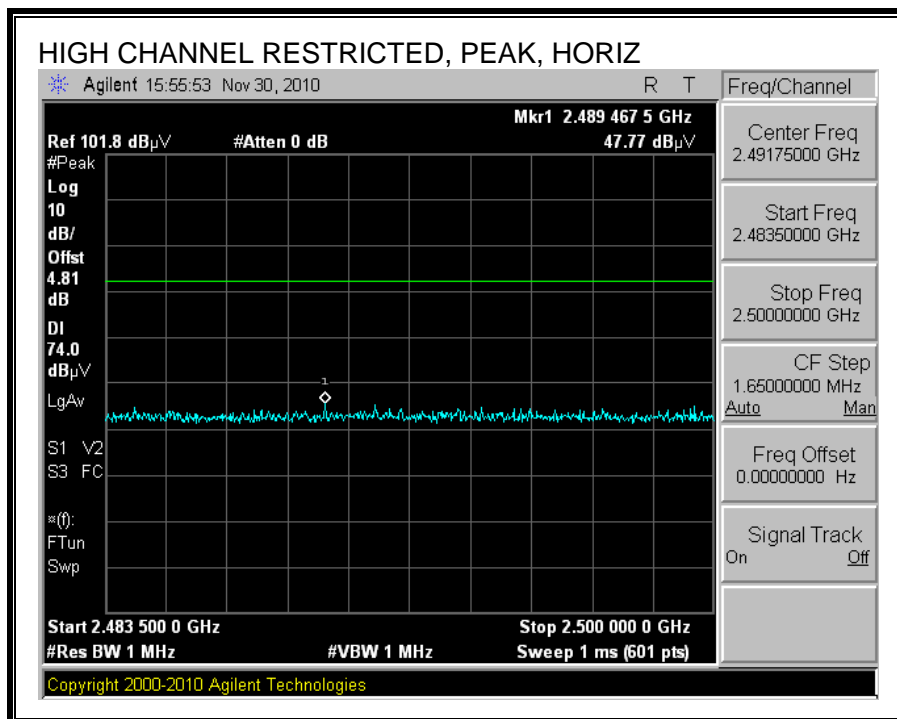 HIGH CHANNEL RESTRICTED, PEAK, HORIZ
Agilent 15:55:53 Nov 30, 2010 R T
Mkr1 2.489 467 5 GHz
Ref 101.8 dBµV #Atten 0 dB 47.77 dBµV
#Peak
Log
10
dB/
Offst
4.81
dB
DI
74.0
dBµV
LgAv
1
S1 V2
S3 FC
¤(f):
FTun
Swp
Start 2.483 500 0 GHz Stop 2.500 000 0 GHz
#Res BW 1 MHz #VBW 1 MHz Sweep 1 ms (601 pts)
Copyright 2000-2010 Agilent Technologies
Freq/Channel
Center Freq
2.49175000 GHz
Start Freq
2.48350000 GHz
Stop Freq
2.50000000 GHz
CF Step
1.65000000 MHz
Auto Man
Freq Offset
0.00000000 Hz
Signal Track
On Off